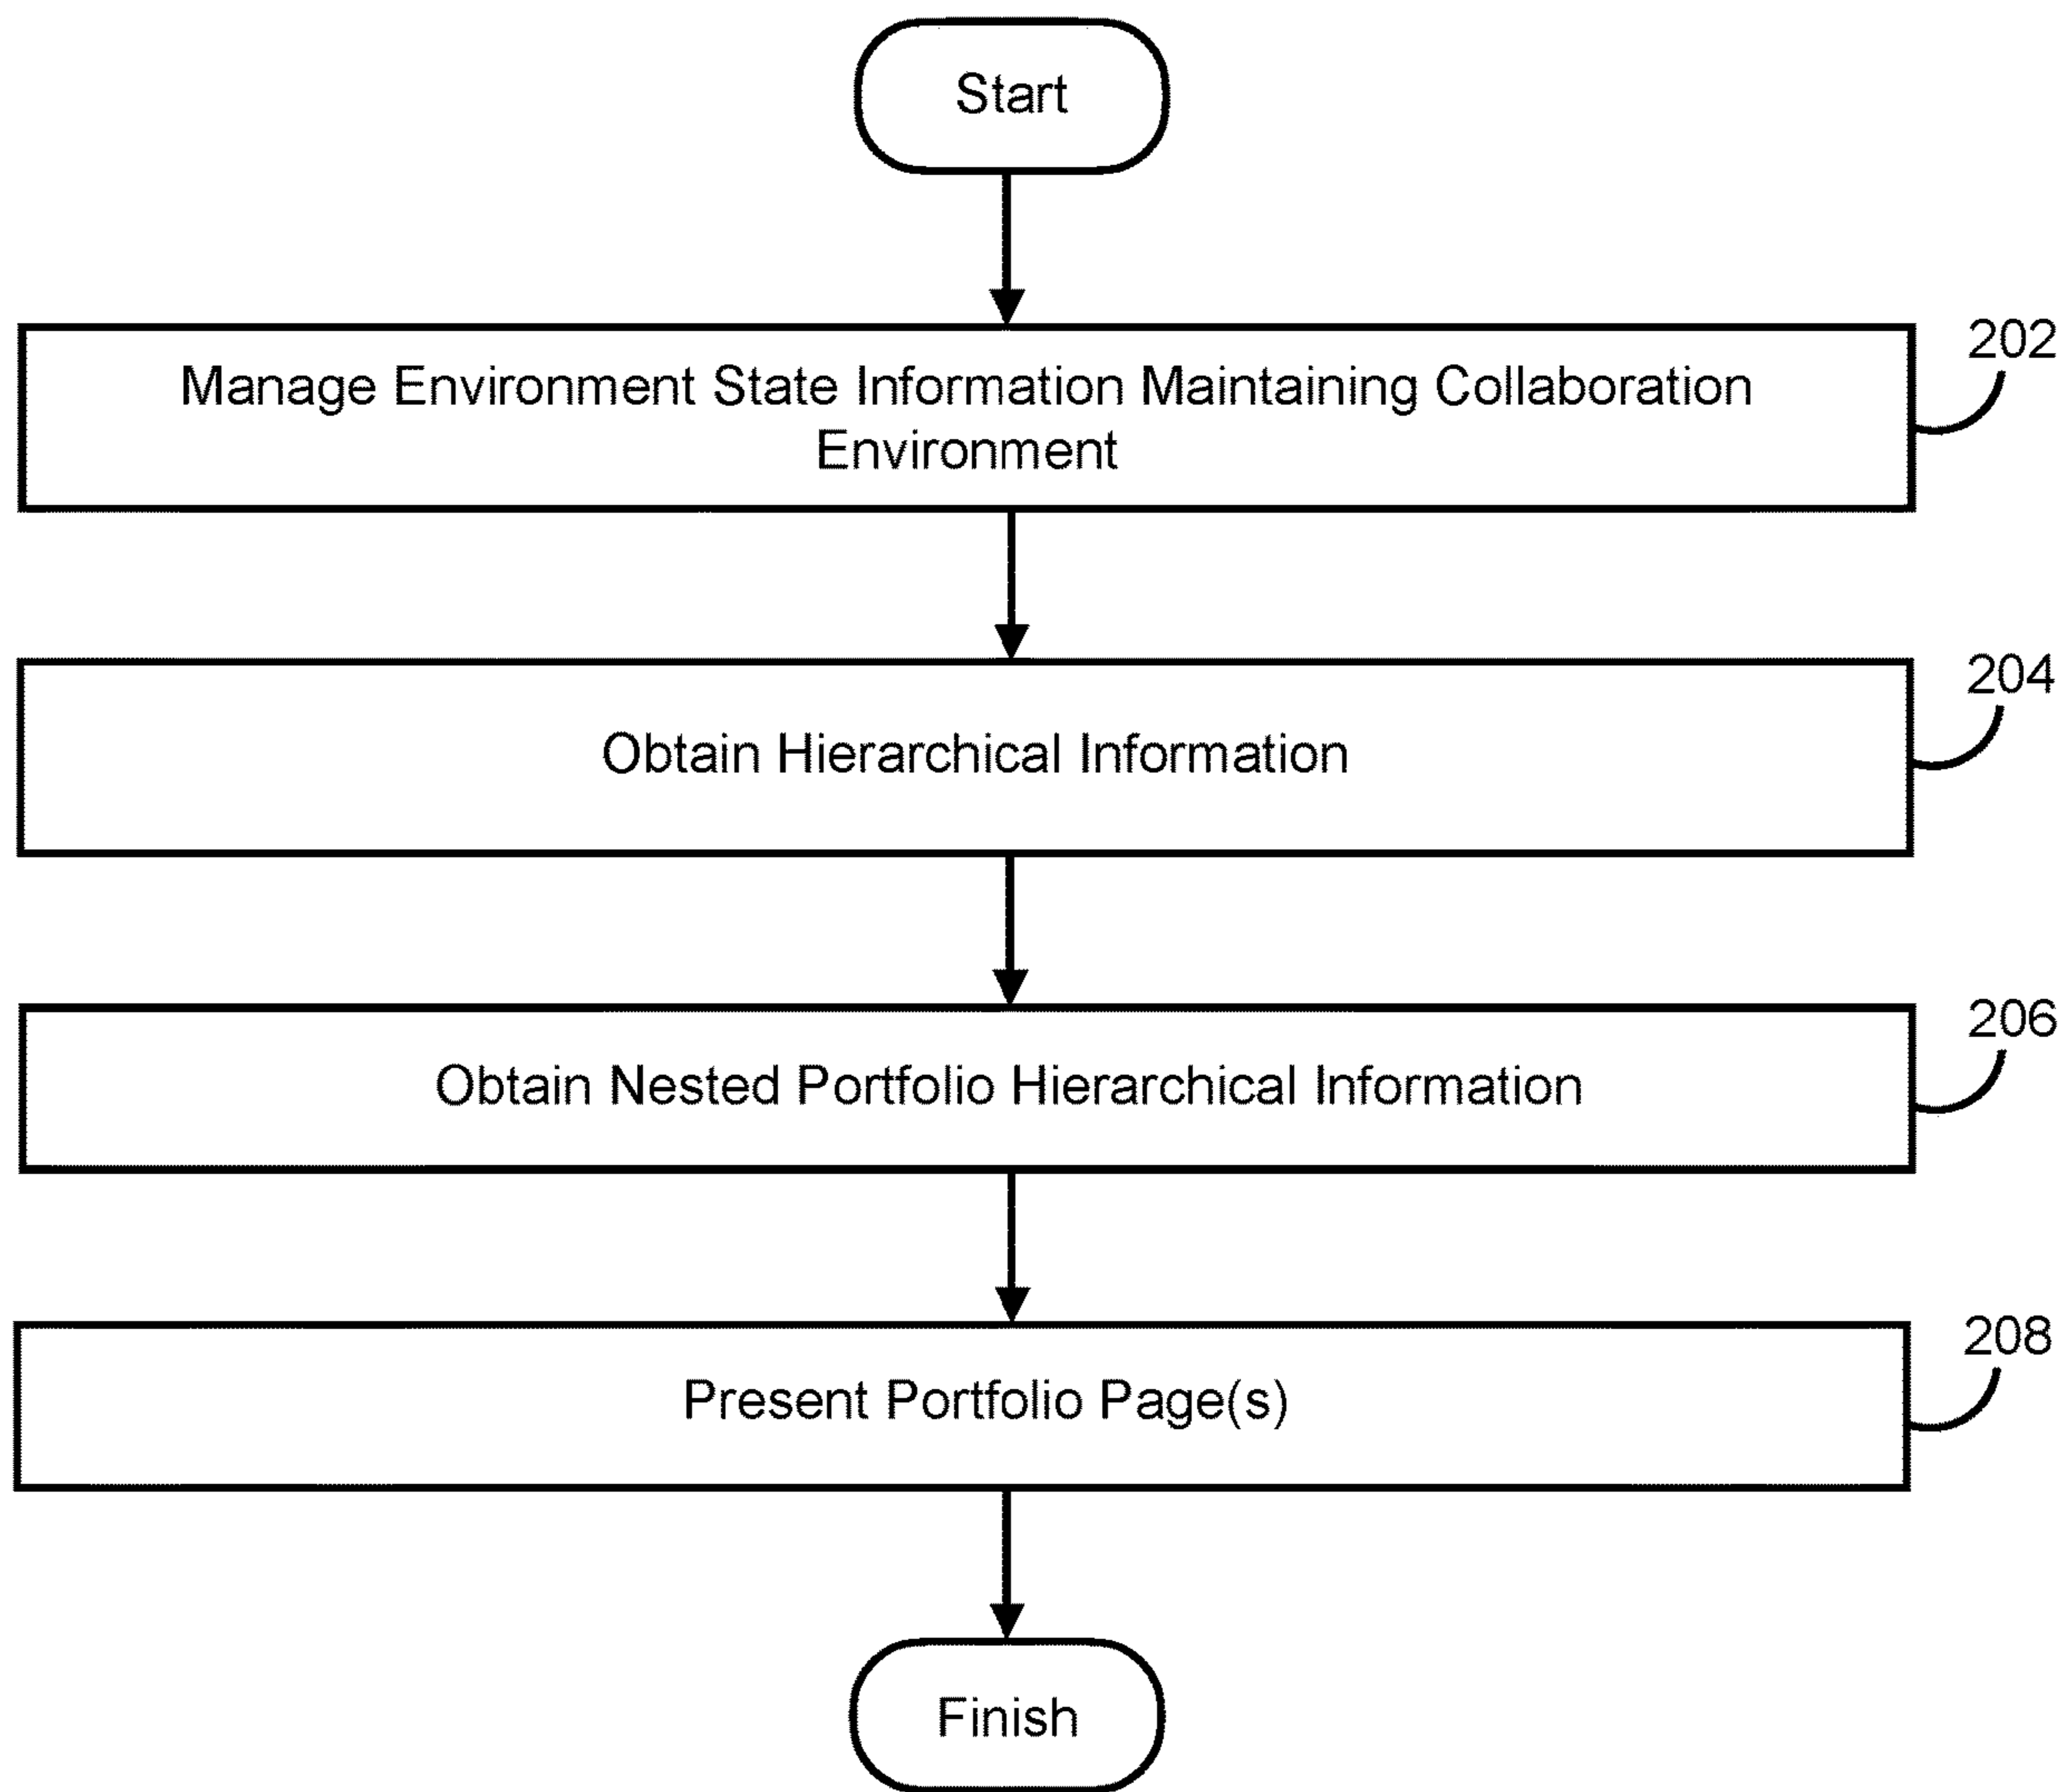 Start
202
Manage Environment State Information Maintaining Collaboration
Environment
204
Obtain Hierarchical Information
206
Obtain Nested Portfolio Hierarchical Information
208
Present Portfolio Page(s)
Finish